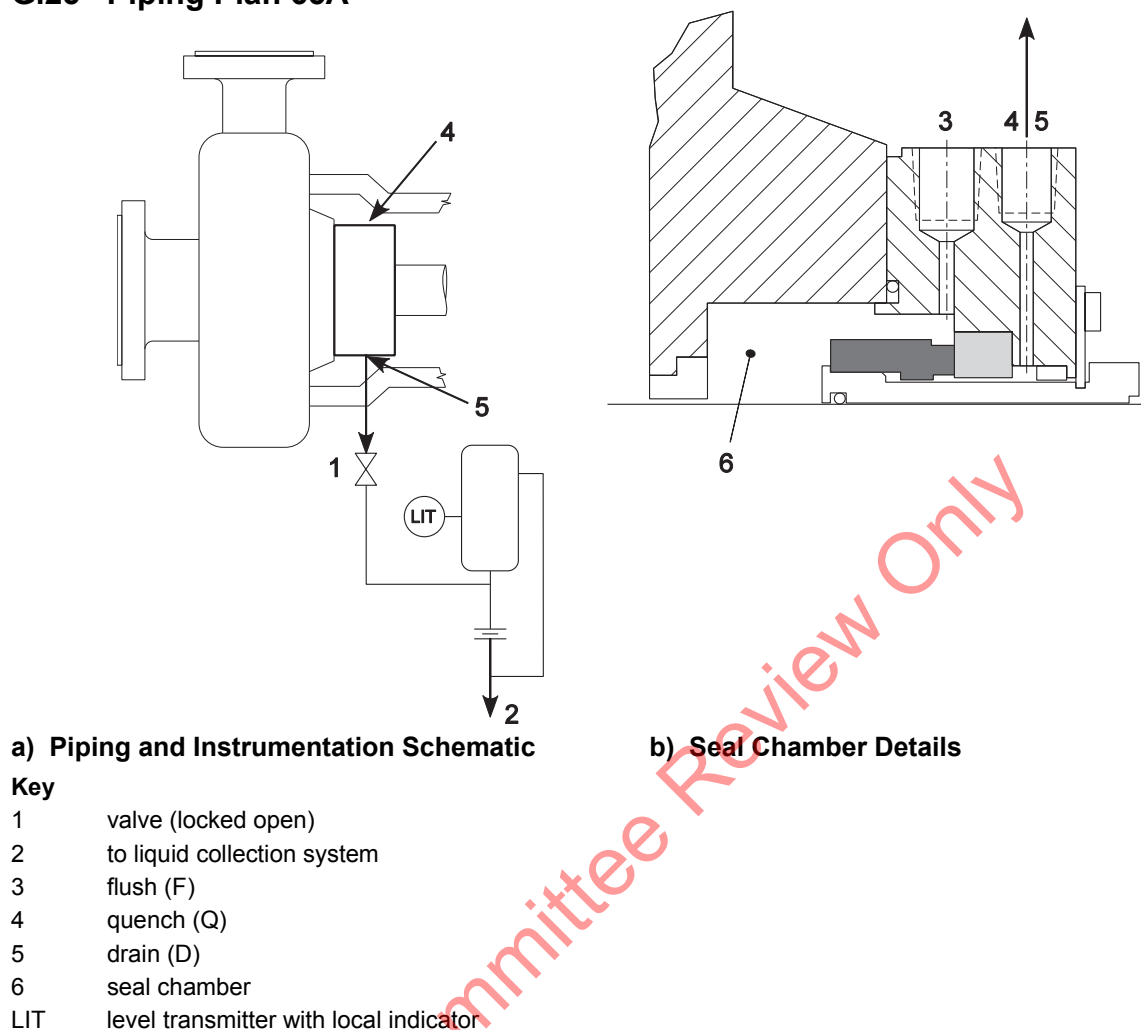 4
5
1
LIT
2
3 4 5
6
a) Piping and Instrumentation Schematic b) Seal Chamber Details
Key
1 valve (locked open)
2 to liquid collection system
3 flush (F)
4 quench (Q)
5 drain (D)
6 seal chamber
LIT level transmitter with local indicator
Review Only